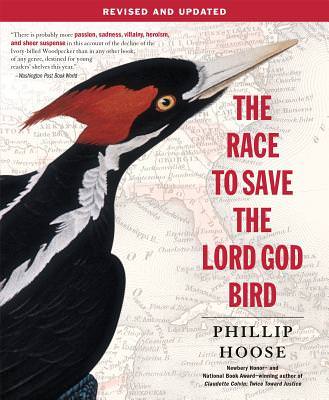 REVISED AND UPDATED
"There is probably more passion, sadness, villainy, heroism,
and sheer suspense in this account of the decline of the
Ivory-billed Woodpecker than in any other book,
of any genre, destined for young
readers' shelves this year."
—Washington Post Book World
THE
RACE
TO SAVE
THE
LORD GOD
BIRD
PHILLIP
HOOSE
Newbery Honor– and
National Book Award–winning author of
Claudette Colvin: Twice Toward Justice